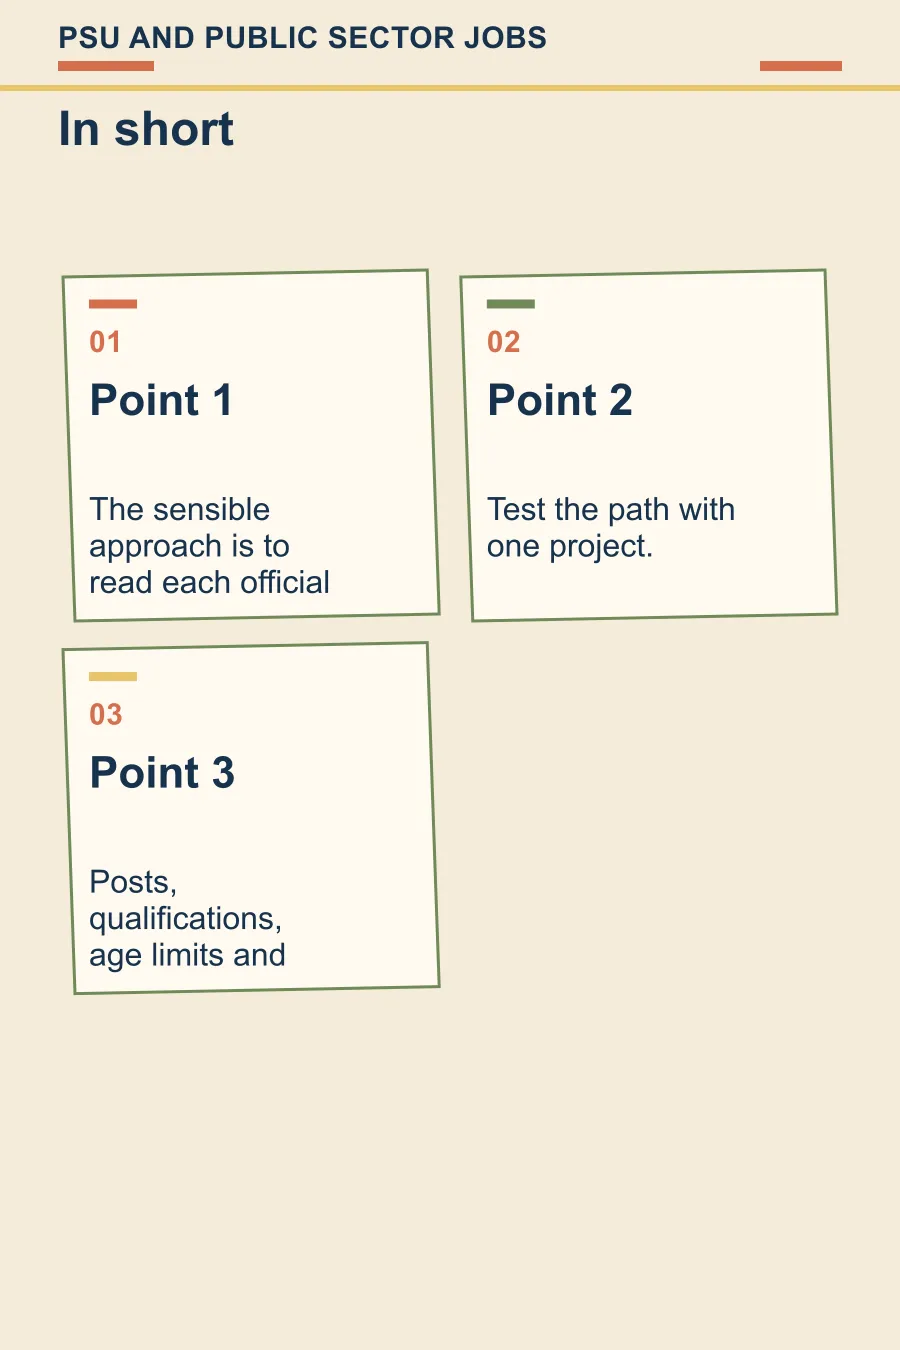 PSU AND PUBLIC SECTOR JOBS
In short
01
Point 1
The sensible
approach is to
read each official
02
Point 2
Test the path with
one project.
03
Point 3
Posts,
qualifications,
age limits and